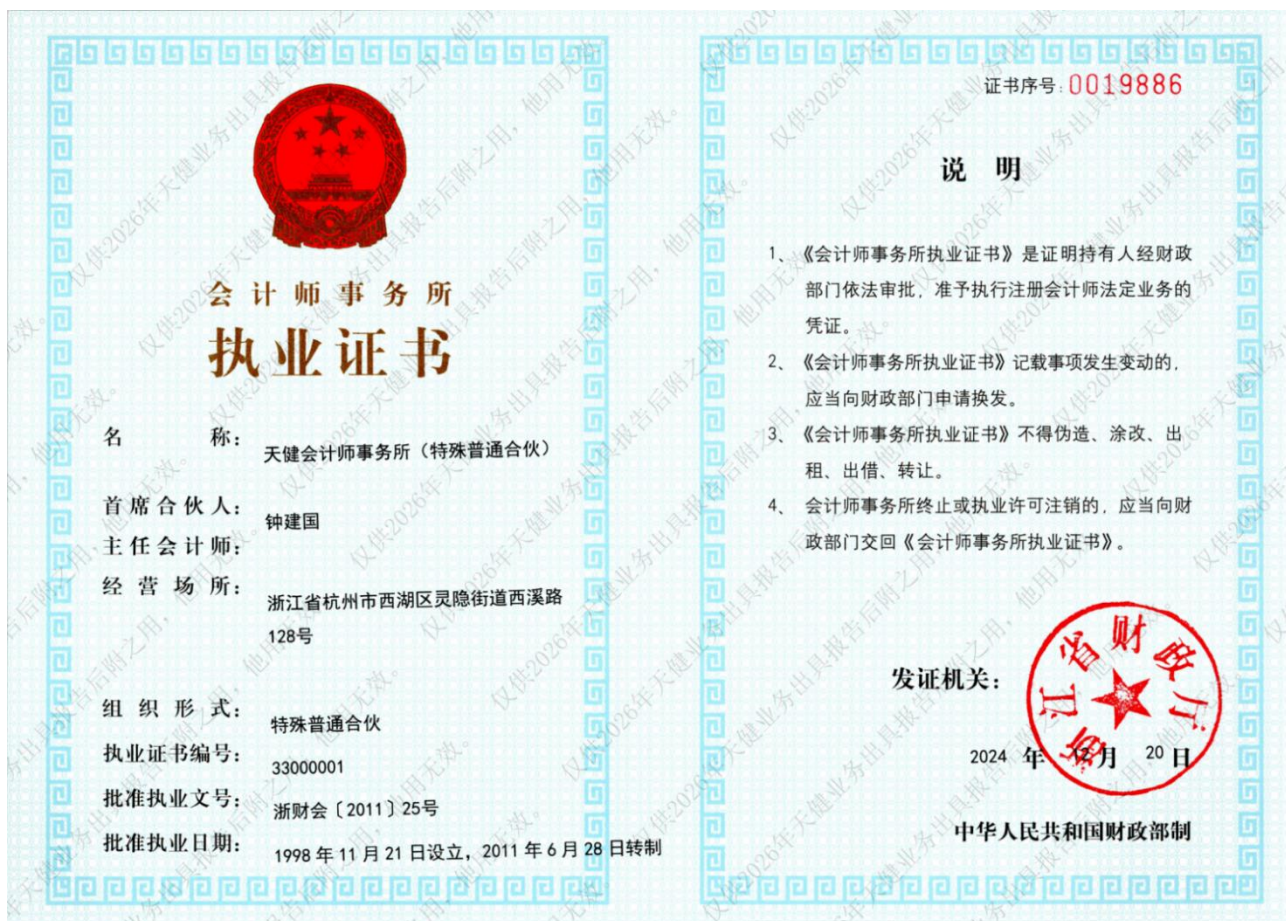 会计师事务所
执业证书
名 称：
天健会计师事务所（特殊普通合伙）
首席合伙人：
钟建国
主任会计师：
经营场所：
浙江省杭州市西湖区灵隐街道西溪路
128号
组织形式：
特殊普通合伙
执业证书编号：
33000001
批准执业文号：
浙财会〔2011〕25号
批准执业日期：
1998 年 11 月 21 日设立，2011 年 6 月 28 日转制
证书序号：0019886
说 明
1、《会计师事务所执业证书》是证明持有人经财政
部门依法审批，准予执行注册会计师法定业务的
凭证。
2、《会计师事务所执业证书》记载事项发生变动的，
应当向财政部门申请换发。
3、《会计师事务所执业证书》不得伪造、涂改、出
租、出借、转让。
4、会计师事务所终止或执业许可注销的，应当向财
政部门交回《会计师事务所执业证书》。
发证机关：
浙江省财政厅
2024 年 12 月 20 日
中华人民共和国财政部制
仅供2026年天健业务出具报告后附之用，他用无效。